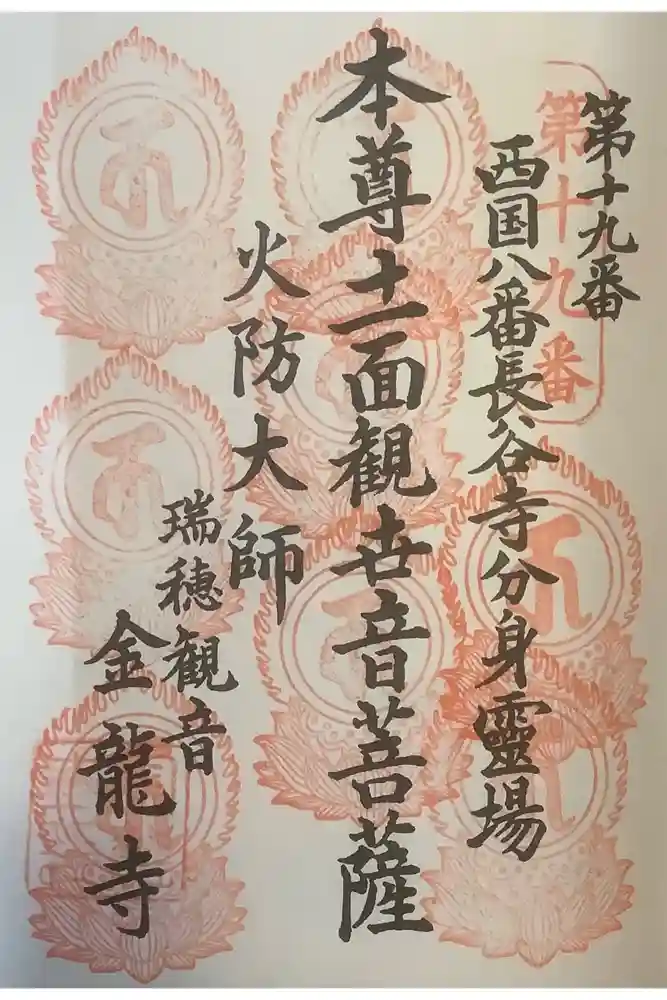 第十九番
第十九番
西国八番長谷寺分身靈場
本尊十一面観世音菩薩
火防大師
瑞穂観音
金龍寺